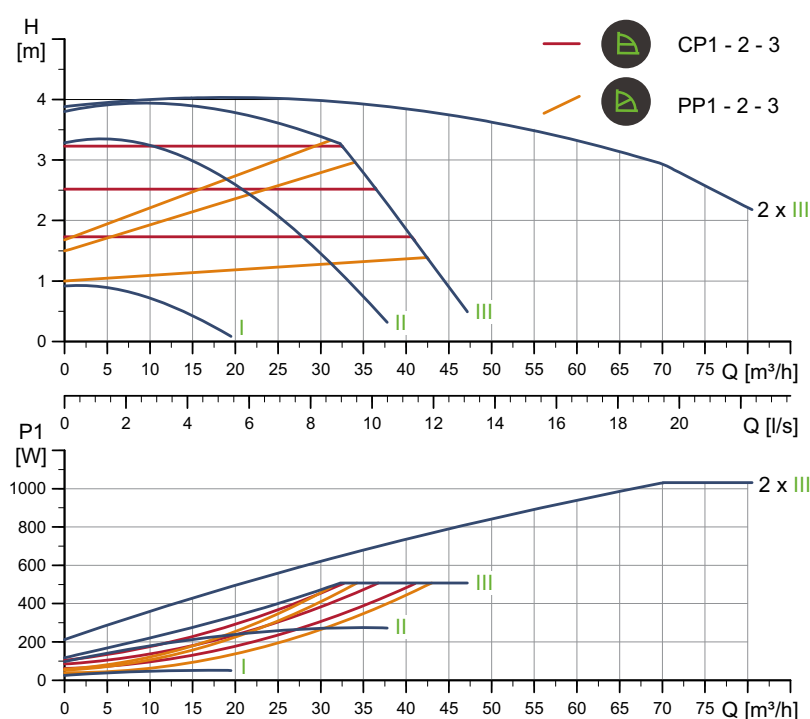 H
[m]
CP1 - 2 - 3
PP1 - 2 - 3
4
3
2
1
0
2 x III
I
II
III
0 5 10 15 20 25 30 35 40 45 50 55 60 65 70 75 Q [m³/h]
0 2 4 6 8 10 12 14 16 18 20 Q [l/s]
P1
[W]
1000
800
600
400
200
0
2 x III
III
II
I
0 5 10 15 20 25 30 35 40 45 50 55 60 65 70 75 Q [m³/h]